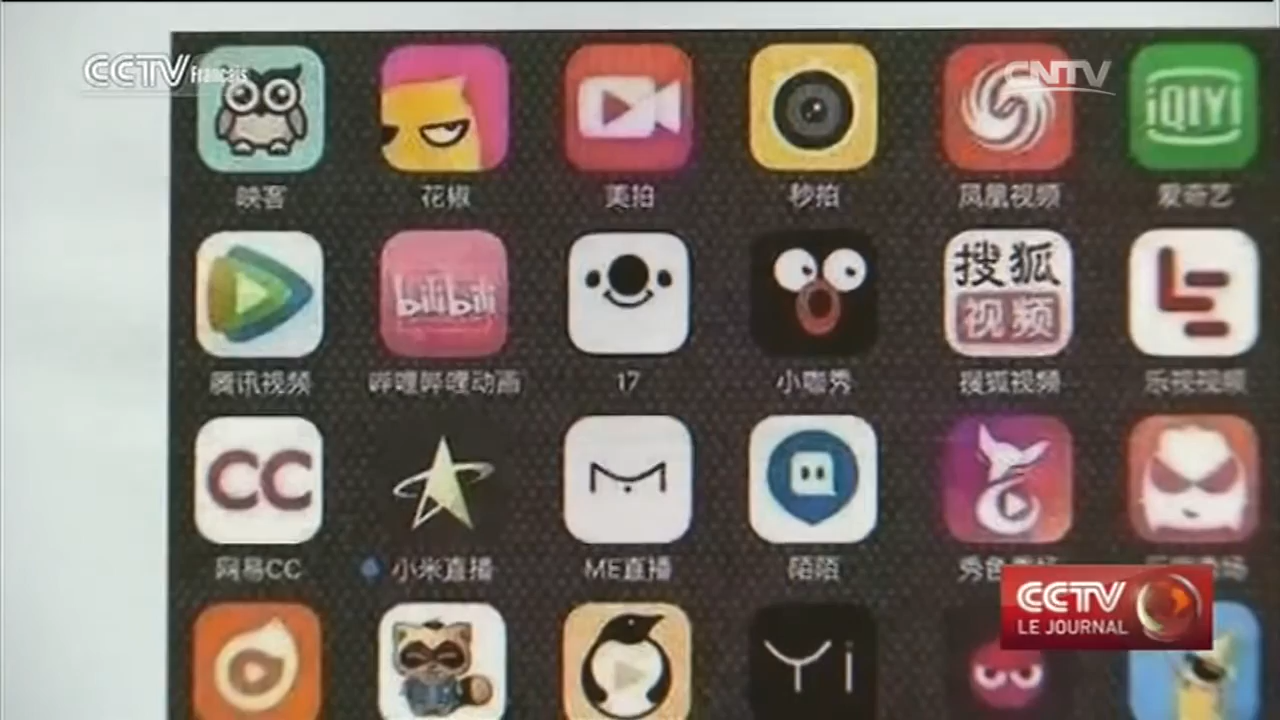 CCTV Français
CNTV
iQIYI
映客
花椒
美拍
秒拍
凤凰视频
爱奇艺
bilibili
搜狐
视频
腾讯视频
哔哩哔哩动画
17
小咖秀
搜狐视频
乐视视频
CC
网易CC
小米直播
ME直播
陌陌
秀色
CCTV
LE JOURNAL
Yi